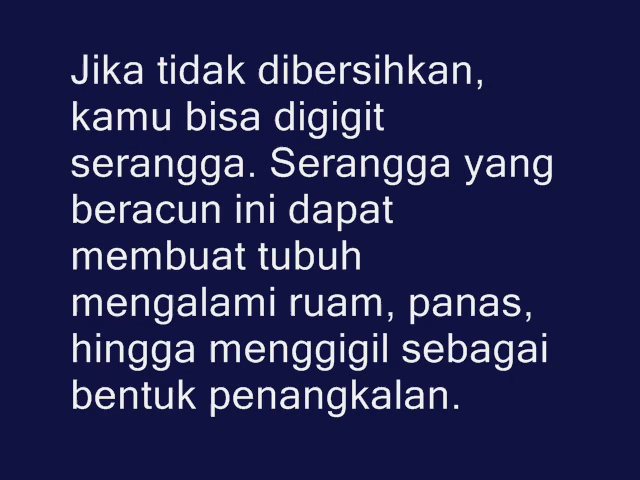 Jika tidak dibersihkan,
kamu bisa digigit
serangga. Serangga yang
beracun ini dapat
membuat tubuh
mengalami ruam, panas,
hingga menggigil sebagai
bentuk penangkalan.